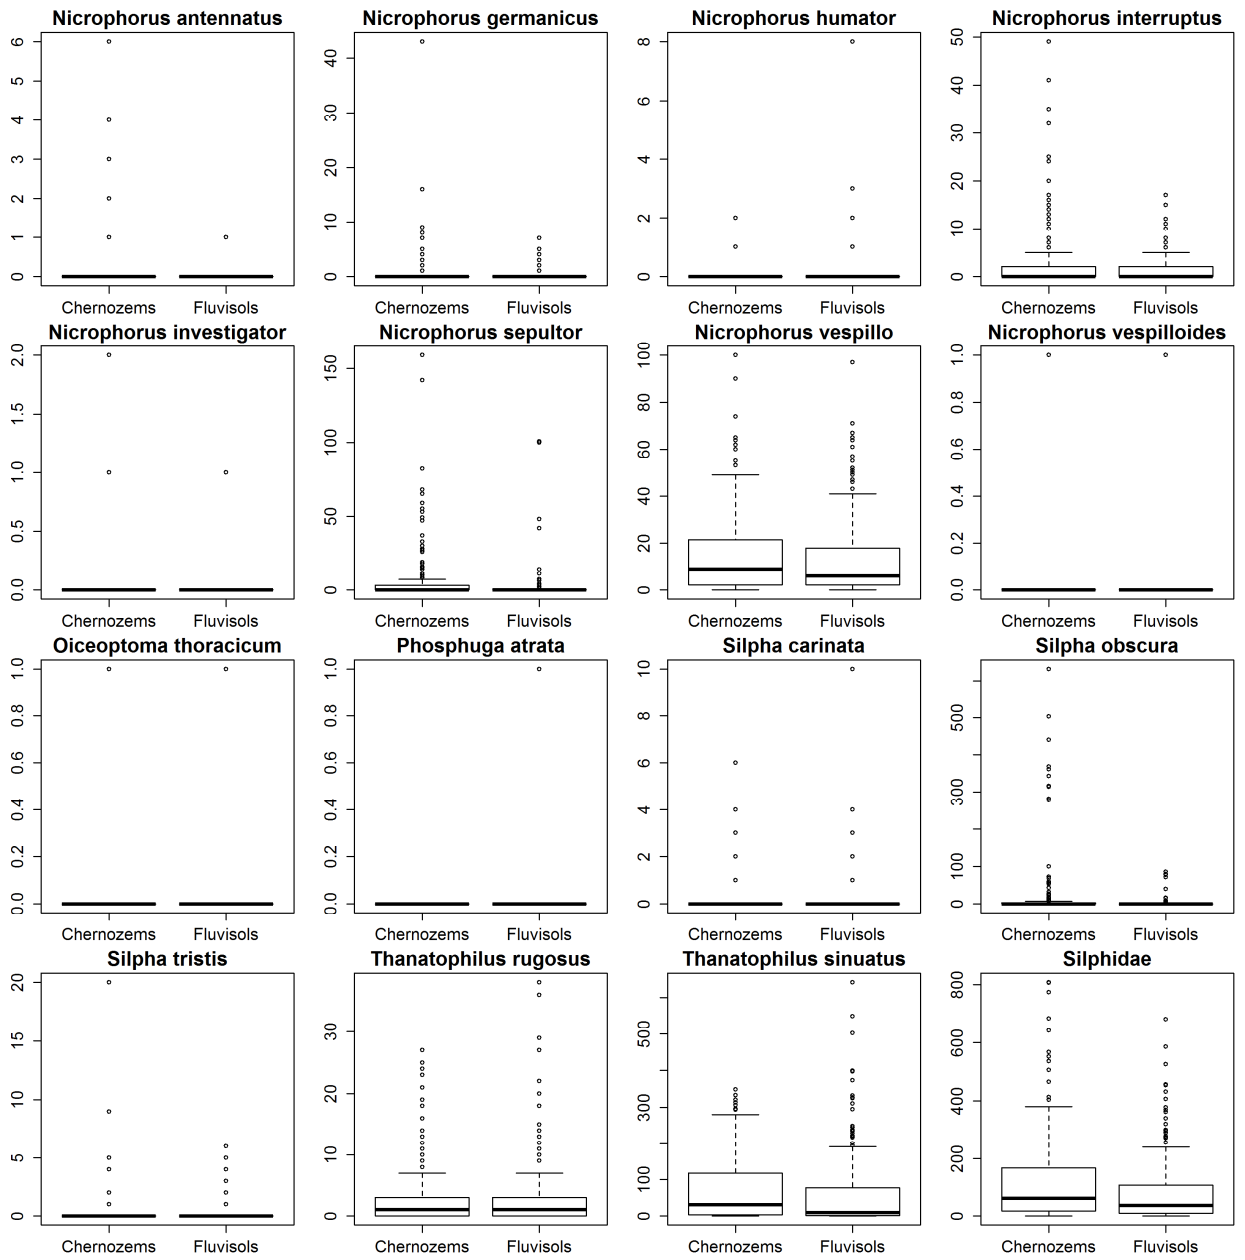 Nicrophorus antennatus
0 1 2 3 4 5 6
Chernozems Fluvisols
Nicrophorus germanicus
0 10 20 30 40
Chernozems Fluvisols
Nicrophorus humator
0 2 4 6 8
Chernozems Fluvisols
Nicrophorus interruptus
0 10 20 30 40 50
Chernozems Fluvisols
Nicrophorus investigator
0.0 0.5 1.0 1.5 2.0
Chernozems Fluvisols
Nicrophorus sepultor
0 50 100 150
Chernozems Fluvisols
Nicrophorus vespillo
0 20 40 60 80 100
Chernozems Fluvisols
Nicrophorus vespilloides
0.0 0.2 0.4 0.6 0.8 1.0
Chernozems Fluvisols
Oiceoptoma thoracicum
0.0 0.2 0.4 0.6 0.8 1.0
Chernozems Fluvisols
Phosphuga atrata
0.0 0.2 0.4 0.6 0.8 1.0
Chernozems Fluvisols
Silpha carinata
0 2 4 6 8 10
Chernozems Fluvisols
Silpha obscura
0 100 300 500
Chernozems Fluvisols
Silpha tristis
0 5 10 15 20
Chernozems Fluvisols
Thanatophilus rugosus
0 10 20 30
Chernozems Fluvisols
Thanatophilus sinuatus
0 100 300 500
Chernozems Fluvisols
Silphidae
0 200 400 600 800
Chernozems Fluvisols